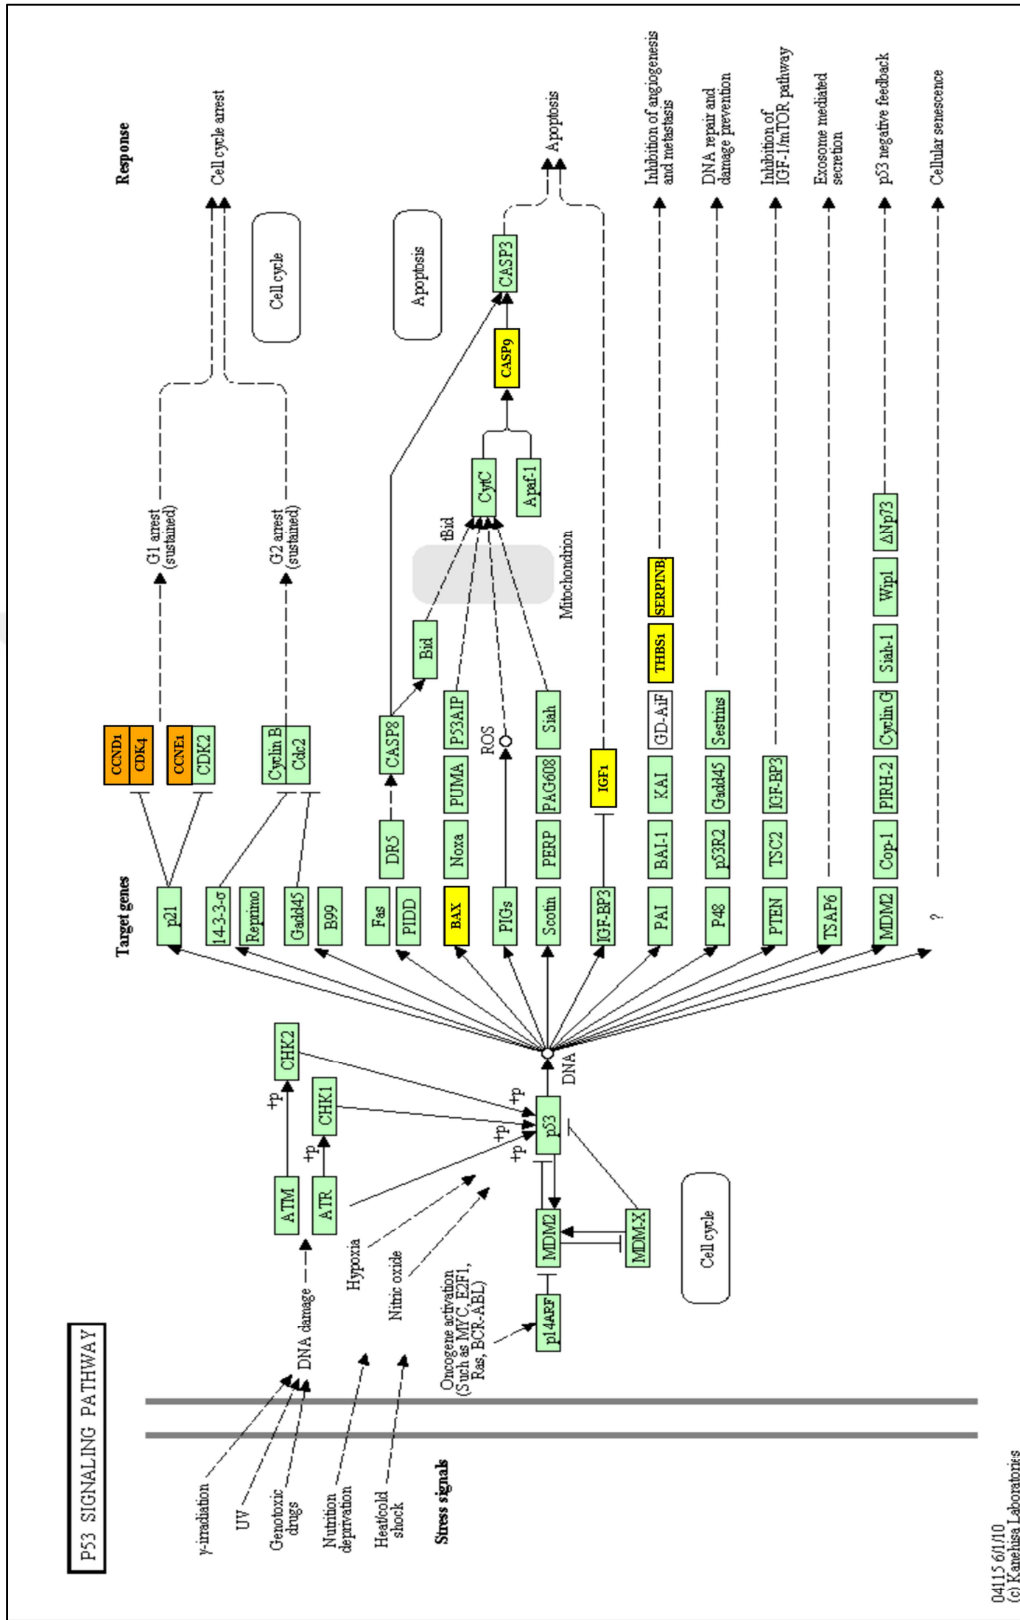 P53 SIGNALING PATHWAY
Target genes
Response
γ-irradiation
UV
Genotoxic
drugs
Nutrition
deprivation
Heat/cold
shock
Stress signals
DNA damage
Hypoxia
Nitric oxide
Oncogene activation
(Such as MYC, E2F1,
Ras, BCR-ABL)
p14ARF
ATM
ATR
+p
+p
CHK2
CHK1
+p
+p
+p
MDM2
MDM-X
p53
DNA
Cell cycle
p21
CCND1
CDK4
CCNE1
CDK2
G1 arrest
(sustained)
Cell cycle arrest
14-3-3-σ
Reprimo
Gadd45
B99
Cyclin B
Cdc2
G2 arrest
(sustained)
Cell cycle
Fas
PIDD
DR5
CASP8
Bid
tBid
Mitochondrion
BAX
Noxa
PUMA
P53AIP
CytC
Apaf-1
CASP9
CASP3
Apoptosis
Apoptosis
PIGs
ROS
Scotin
PERP
PAG608
Siah
IGF-BP3
IGF1
PAI
BAI-1
KAI
GD-AiF
THBS1
SERPINB
Inhibition of angiogenesis
and metastasis
P48
p53R2
Gadd45
Sestrins
DNA repair and
damage prevention
PTEN
TSC2
IGF-BP3
Inhibition of
IGF-1/mTOR pathway
TSAP6
Exosome mediated
secretion
MDM2
Cop-1
PIRH-2
Cyclin G
Siah-1
Wip1
ΔNp73
p53 negative feedback
?
Cellular senescence
04115 6/1/10
(c) Kanehisa Laboratories